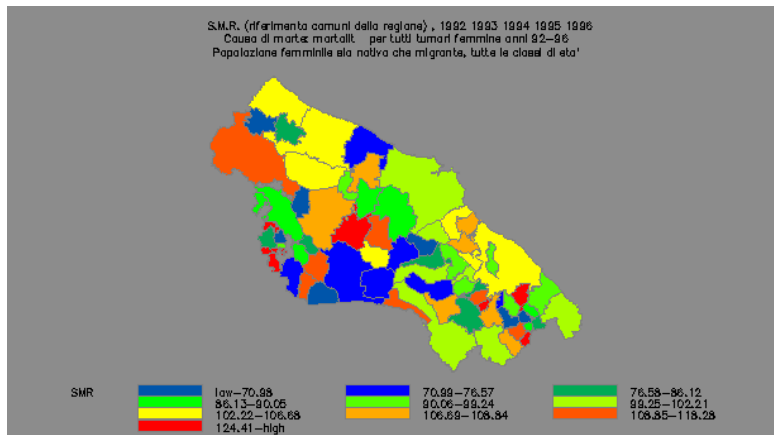 S.M.R. (riferimento comuni della regione) , 1992 1993 1994 1995 1996
Causa di morte: mortalit per tutti tumori femmine anni 92-96
Popolazione femminile sia nativa che migrante, tutte le classi di eta'
SMR
low-70.98
70.99-76.57
76.58-86.12
86.13-90.05
90.06-99.24
99.25-102.21
102.22-106.68
106.69-108.84
108.85-118.28
124.41-high